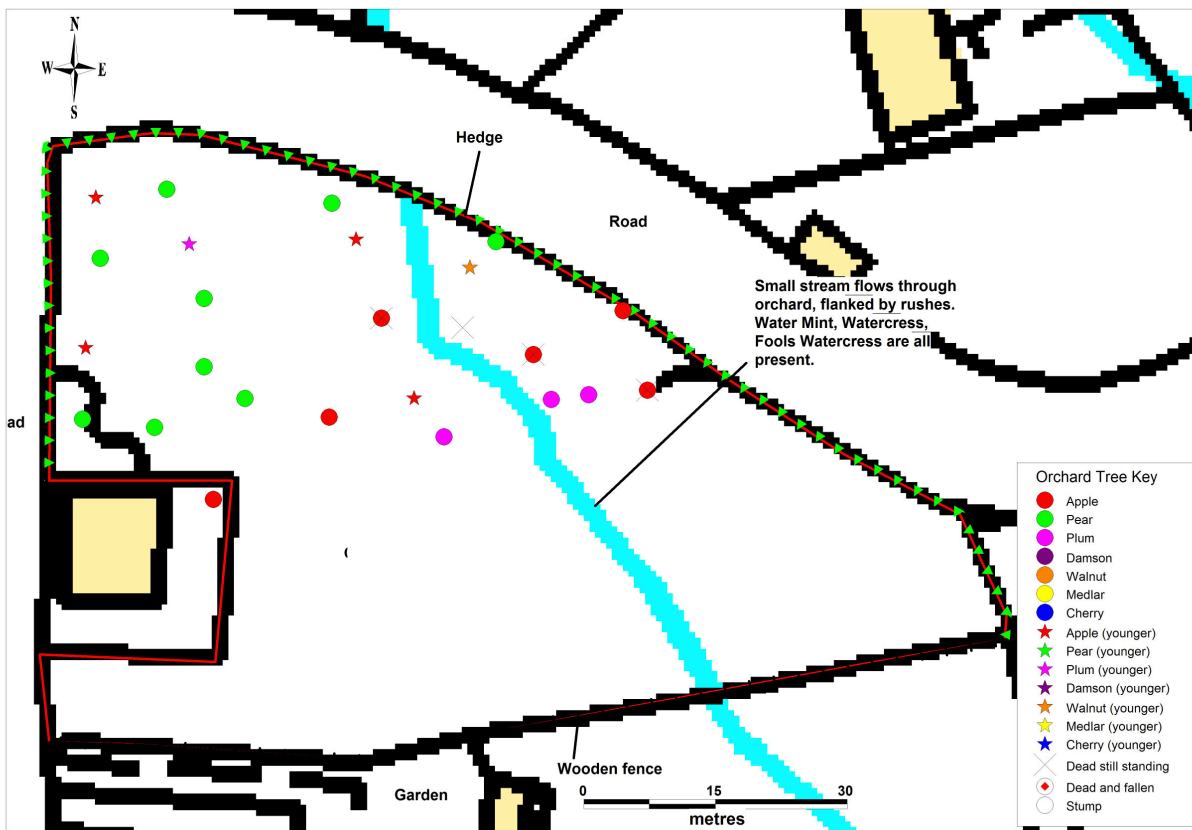 N
W E
S
Hedge
Road
Small stream flows through
orchard, flanked by rushes.
Water Mint, Watercress,
Fools Watercress are all
present.
ad
Orchard Tree Key
Apple
Pear
Plum
Damson
Walnut
Medlar
Cherry
Apple (younger)
Pear (younger)
Plum (younger)
Damson (younger)
Walnut (younger)
Medlar (younger)
Cherry (younger)
Dead still standing
Dead and fallen
Stump
Wooden fence
Garden
0 15 30
metres